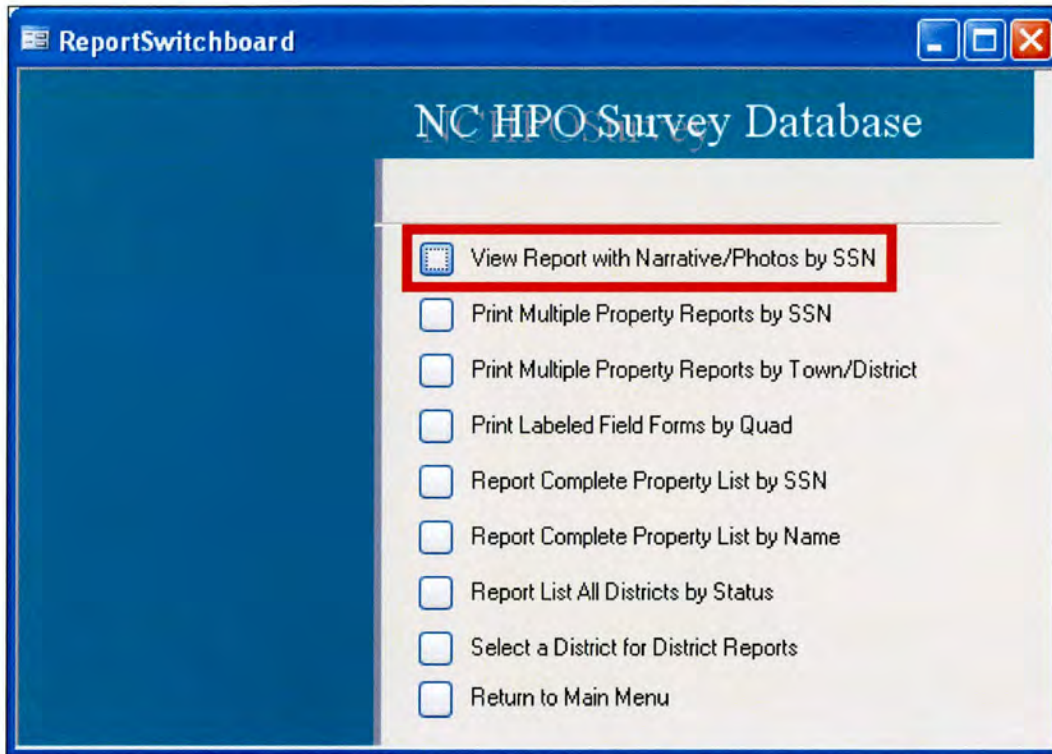 ReportSwitchboard
NC HPO Survey Database
View Report with Narrative/Photos by SSN
Print Multiple Property Reports by SSN
Print Multiple Property Reports by Town/District
Print Labeled Field Forms by Quad
Report Complete Property List by SSN
Report Complete Property List by Name
Report List All Districts by Status
Select a District for District Reports
Return to Main Menu